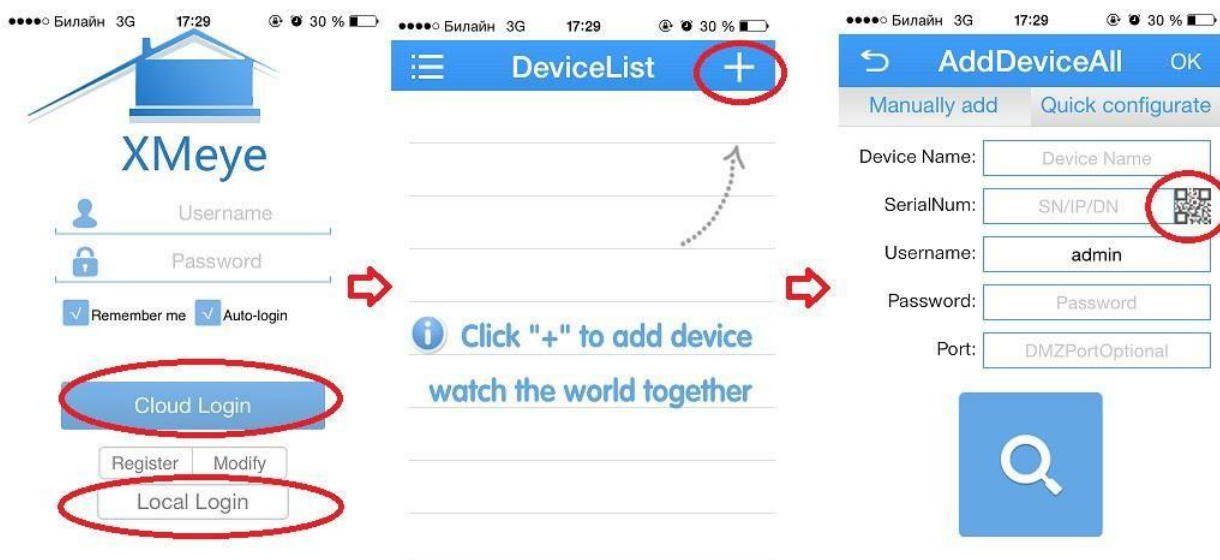 Билайн 3G 17:29 30 %
XMeye
Username
Password
Remember me Auto-login
Cloud Login
Register Modify
Local Login
Билайн 3G 17:29 30 %
DeviceList +
Click "+" to add device
watch the world together
Билайн 3G 17:29 30 %
AddDeviceAll OK
Manually add Quick configurate
Device Name: Device Name
SerialNum: SN/IP/DN
Username: admin
Password: Password
Port: DMZPortOptional